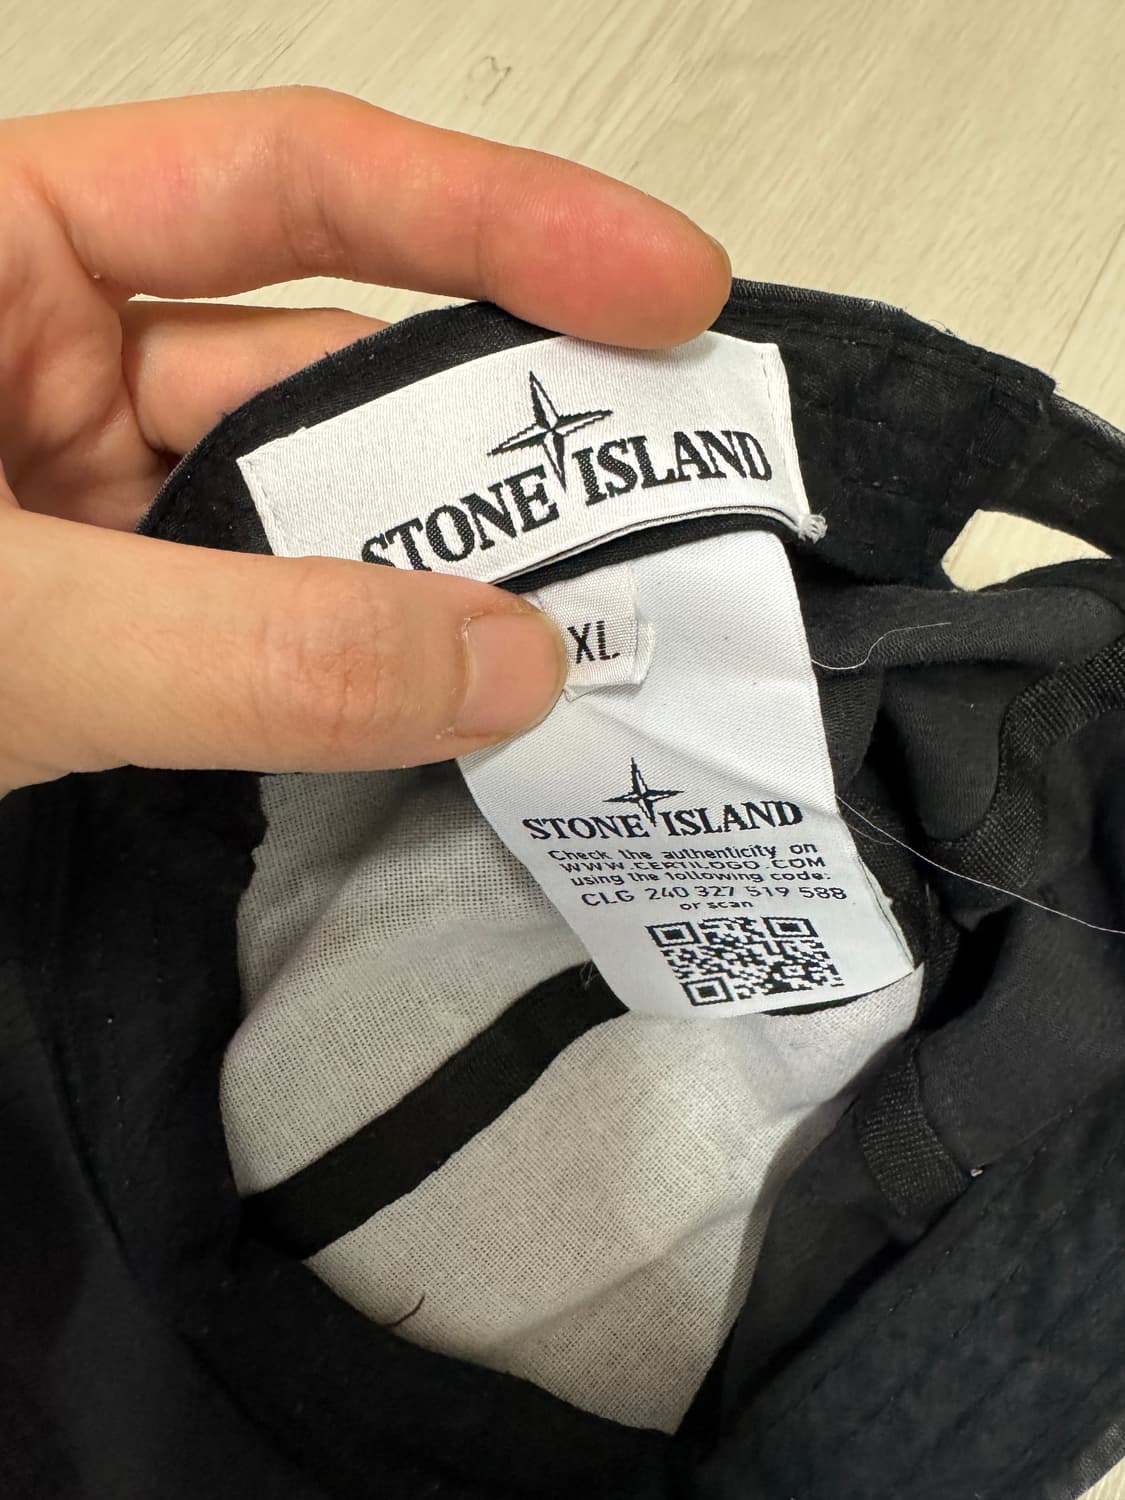 STONE ISLAND
XL
STONE ISLAND
Check the authenticity on
WWW.CERTILOGO.COM
using the following code:
CLG 240 327 519 588
or scan